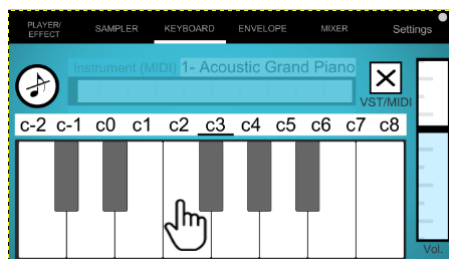 PLAYER/
EFFECT
SAMPLER
KEYBOARD
ENVELOPE
MIXER
Settings
Instrument (MIDI) 1- Acoustic Grand Piano
VST/MIDI
c-2 c-1 c0 c1 c2 c3 c4 c5 c6 c7 c8
Vol.